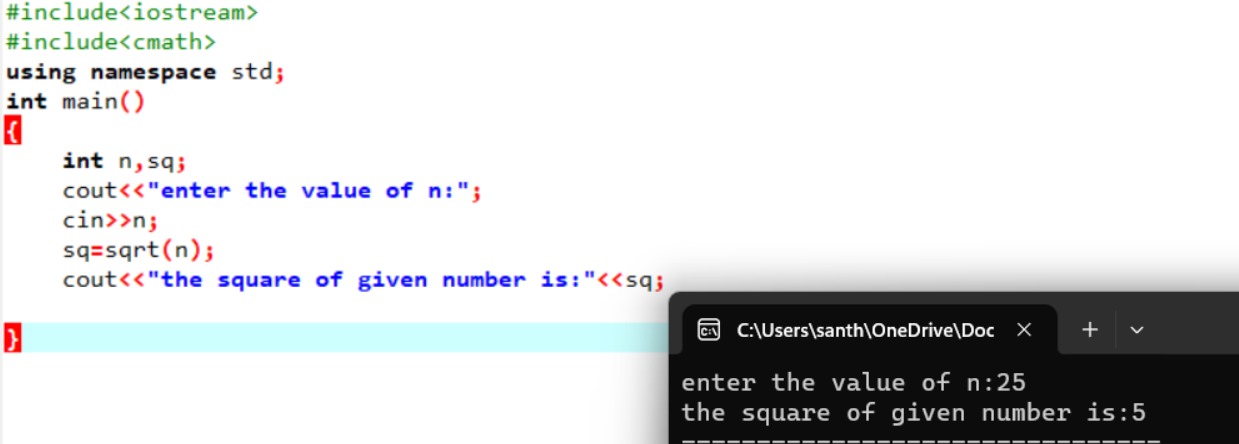 #include<iostream>
#include<cmath>
using namespace std;
int main()
{
    int n,sq;
    cout<<"enter the value of n:";
    cin>>n;
    sq=sqrt(n);
    cout<<"the square of given number is:"<<sq;
}
C:\Users\santh\OneDrive\Doc
enter the value of n:25
the square of given number is:5
--------------------------------